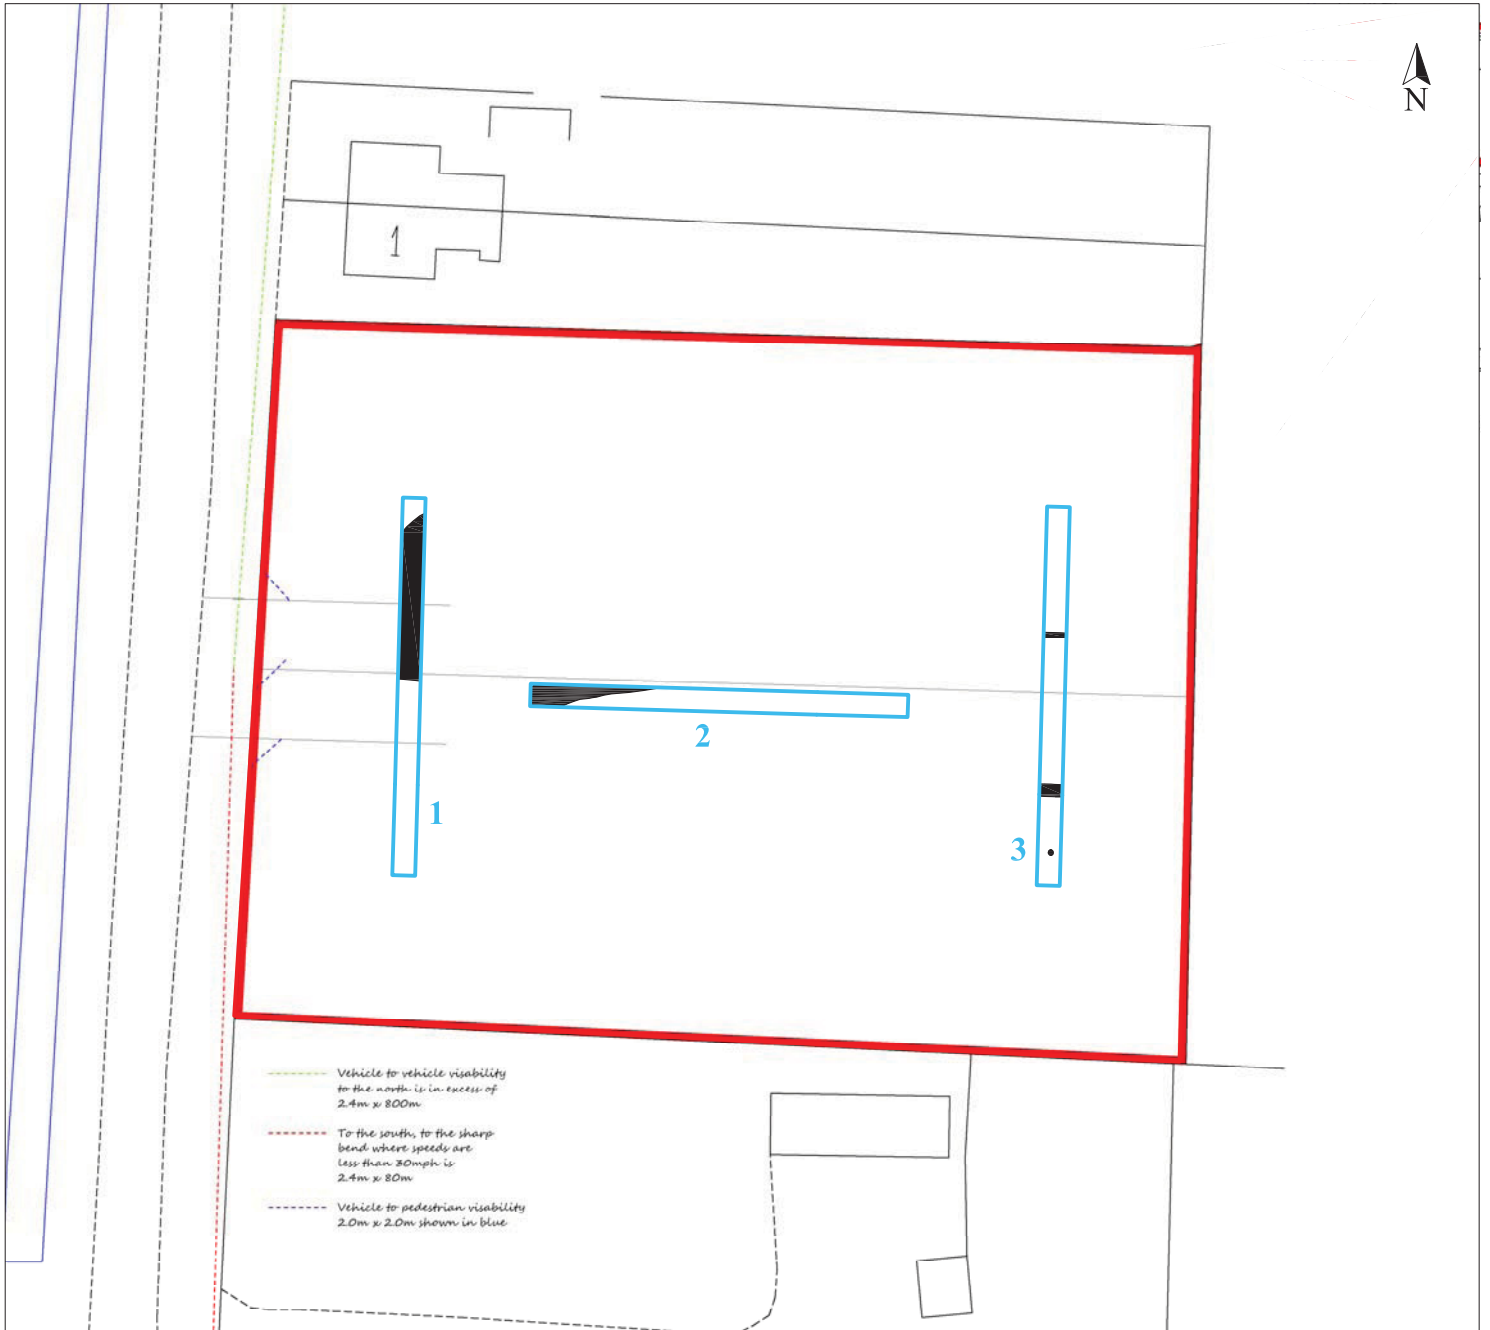 N
1
2
1
3
Vehicle to vehicle visability
to the north is in excess of
2.4m x 800m
To the south, to the sharp
bend where speeds are
less than 30mph is
2.4m x 80m
Vehicle to pedestrian visability
2.0m x 2.0m shown in blue